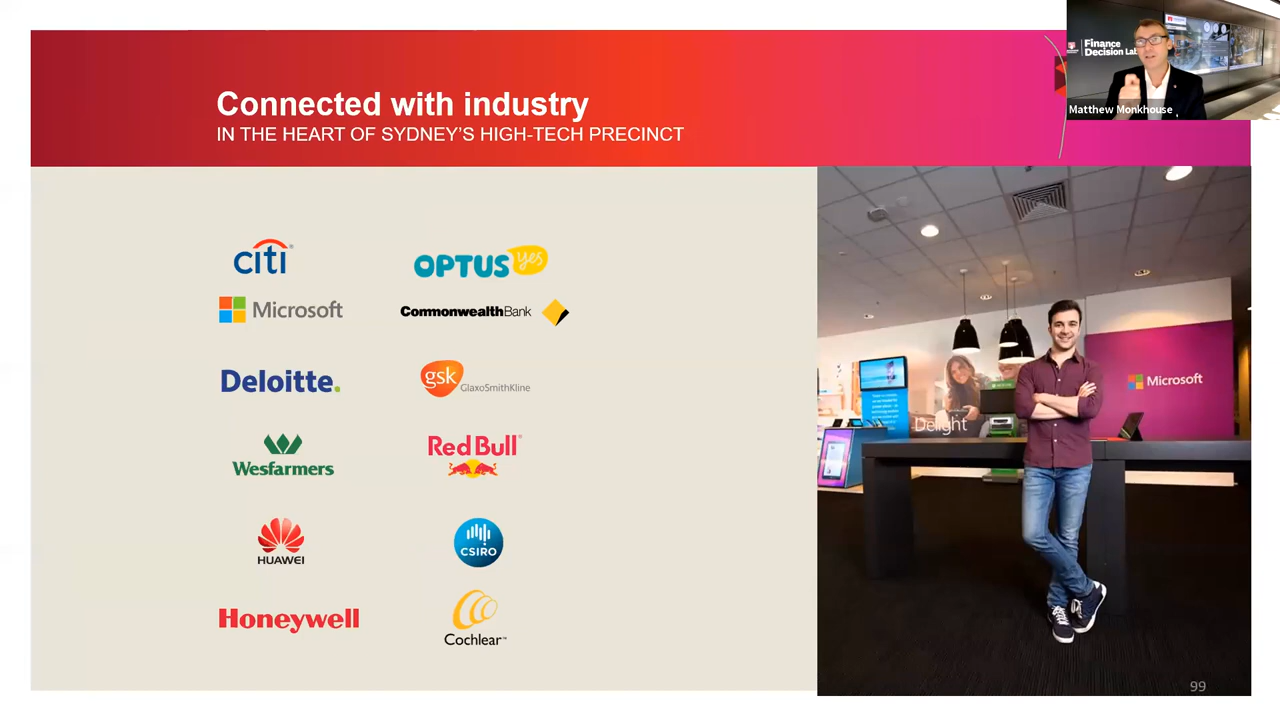 Connected with industry
IN THE HEART OF SYDNEY'S HIGH-TECH PRECINCT
Finance
Decision Lab
Matthew Monkhouse
citi
OPTUS yes
Microsoft
CommonwealthBank
Deloitte.
gsk GlaxoSmithKline
Wesfarmers
Red Bull
HUAWEI
CSIRO
Honeywell
Cochlear™
Microsoft
Delight
99